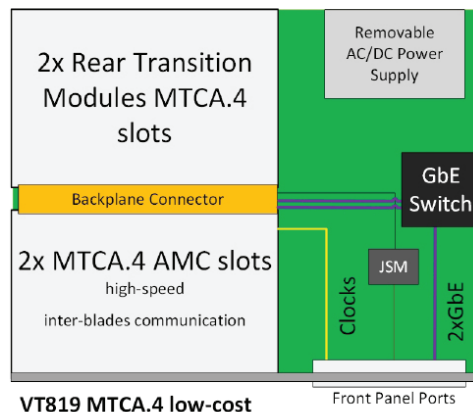 2x Rear Transition
Modules MTCA.4
slots
Removable
AC/DC Power
Supply
GbE
Switch
Backplane Connector
2x MTCA.4 AMC slots
high-speed
inter-blades communication
Clocks
JSM
2xGbE
VT819 MTCA.4 low-cost
Front Panel Ports